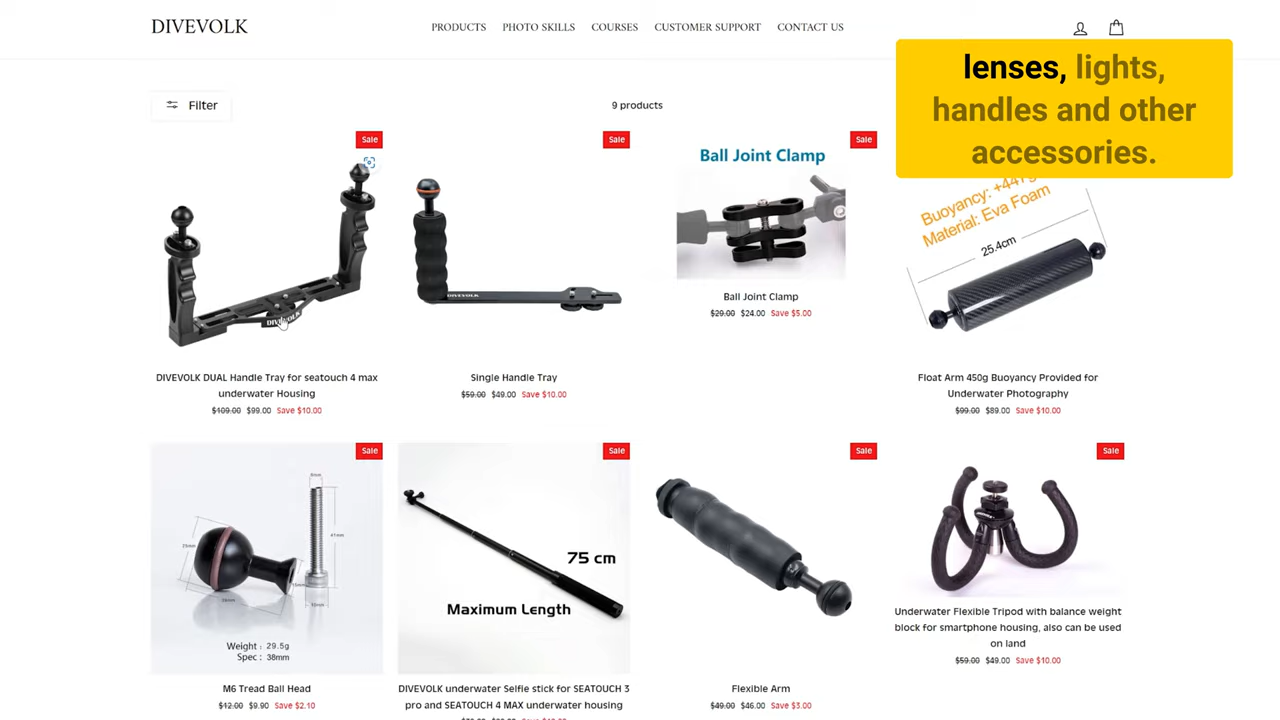 DIVEVOLK
PRODUCTS PHOTO SKILLS COURSES CUSTOMER SUPPORT CONTACT US
lenses, lights,
handles and other
accessories.
Filter
9 products
Sale
Sale
Sale
Ball Joint Clamp
Buoyancy: +441g
Material: Eva Foam
25.4cm
DIVEVOLK
DIVEVOLK
Ball Joint Clamp
$29.00 $24.00 Save $5.00
DIVEVOLK DUAL Handle Tray for seatouch 4 max
underwater Housing
$109.00 $99.00 Save $10.00
Single Handle Tray
$59.00 $49.00 Save $10.00
Float Arm 450g Buoyancy Provided for
Underwater Photography
$99.00 $89.00 Save $10.00
Sale
Sale
Sale
Sale
Weight : 29.5g
Spec : 38mm
75 cm
Maximum Length
M6 Tread Ball Head
$12.00 $9.90 Save $2.10
DIVEVOLK underwater Selfie stick for SEATOUCH 3
pro and SEATOUCH 4 MAX underwater housing
Flexible Arm
$49.00 $46.00 Save $3.00
Underwater Flexible Tripod with balance weight
block for smartphone housing, also can be used
on land
$59.00 $49.00 Save $10.00